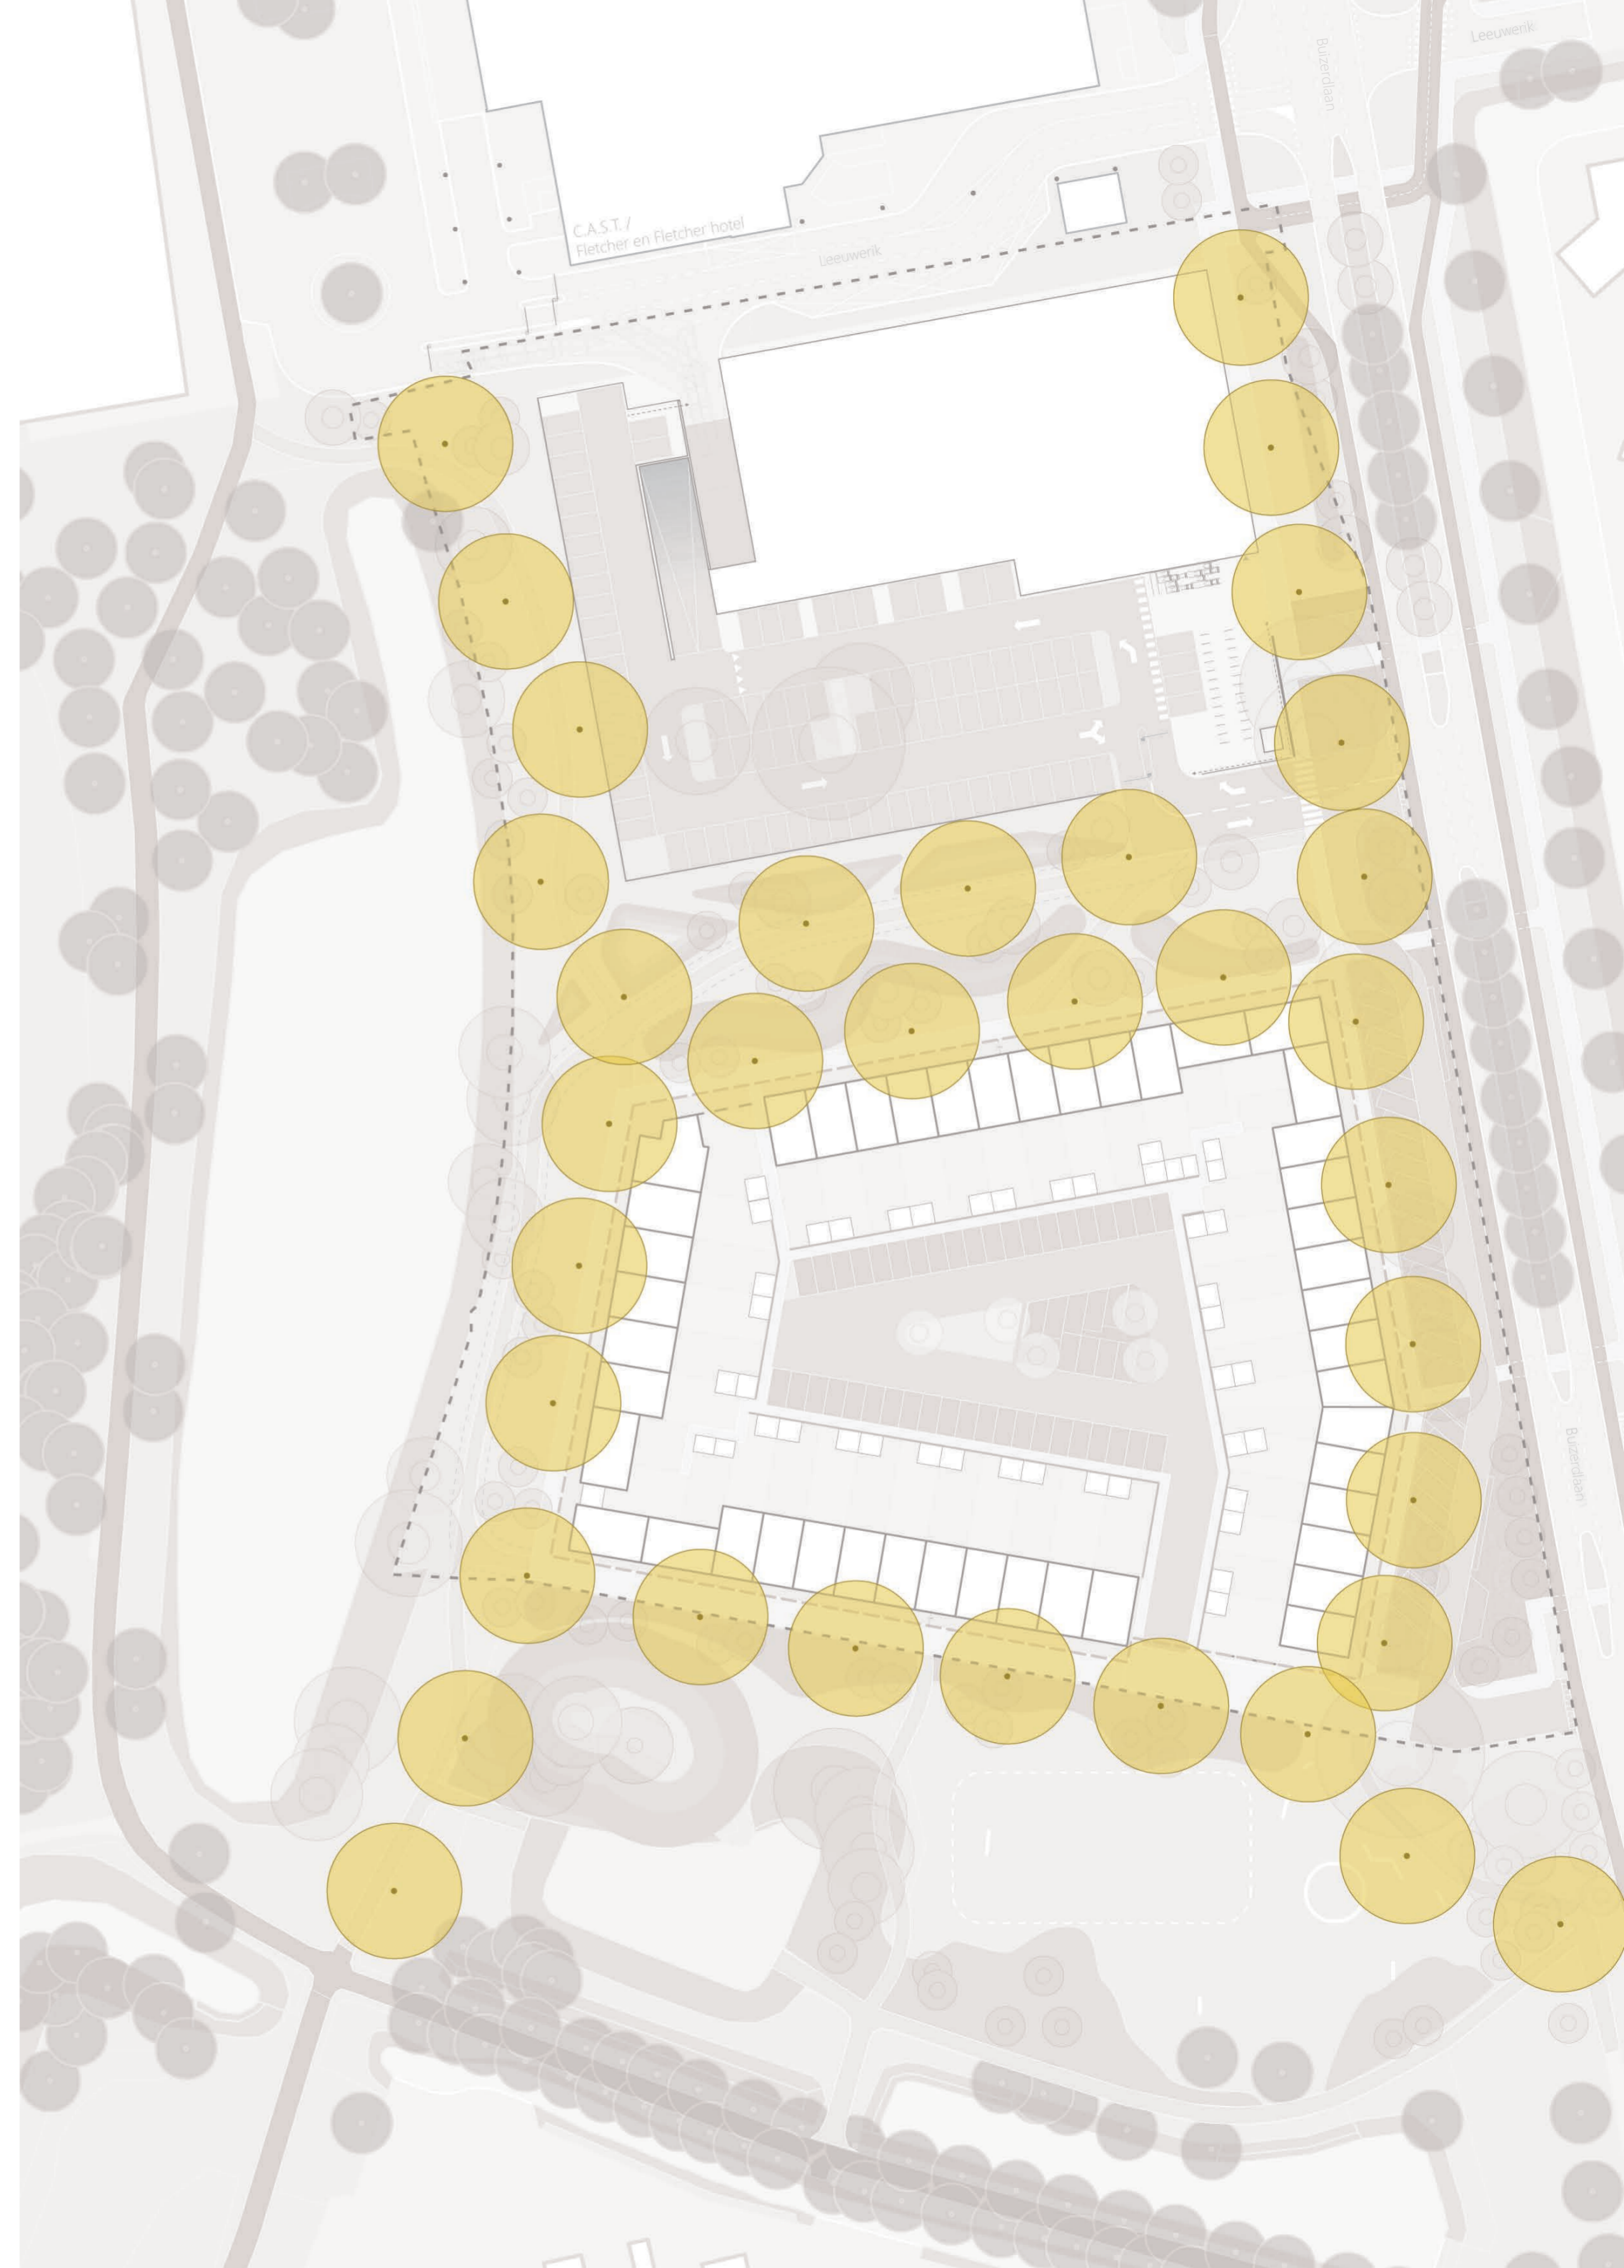 Leeuwerik
Buizerdlaan
C.A.S.T. /
Fletcher en Fletcher hotel
Leeuwerik
Buizerdlaan